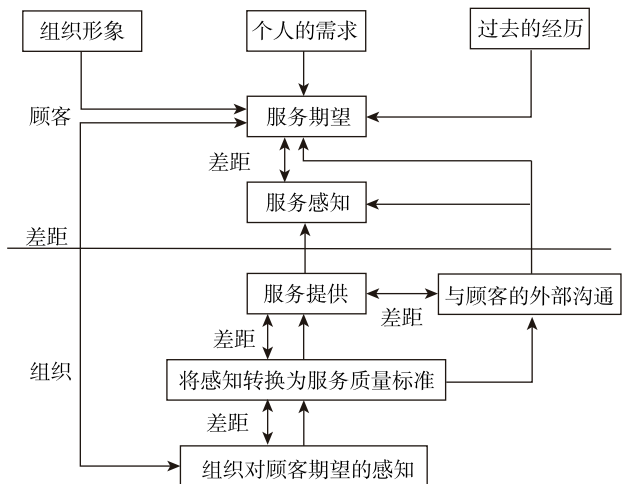 组织形象
个人的需求
过去的经历
顾客
服务期望
差距
服务感知
差距
服务提供
与顾客的外部沟通
差距
差距
组织
将感知转换为服务质量标准
差距
组织对顾客期望的感知